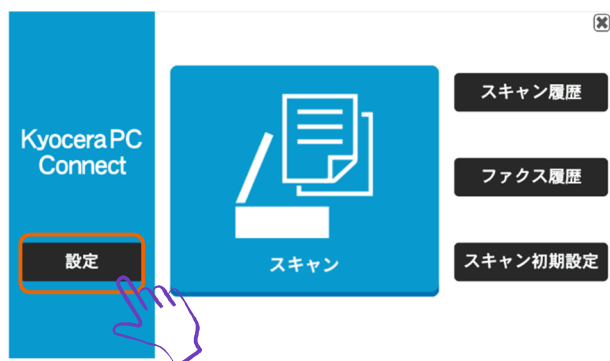 Kyocera PC
Connect
設定
スキャン
スキャン履歴
ファクス履歴
スキャン初期設定